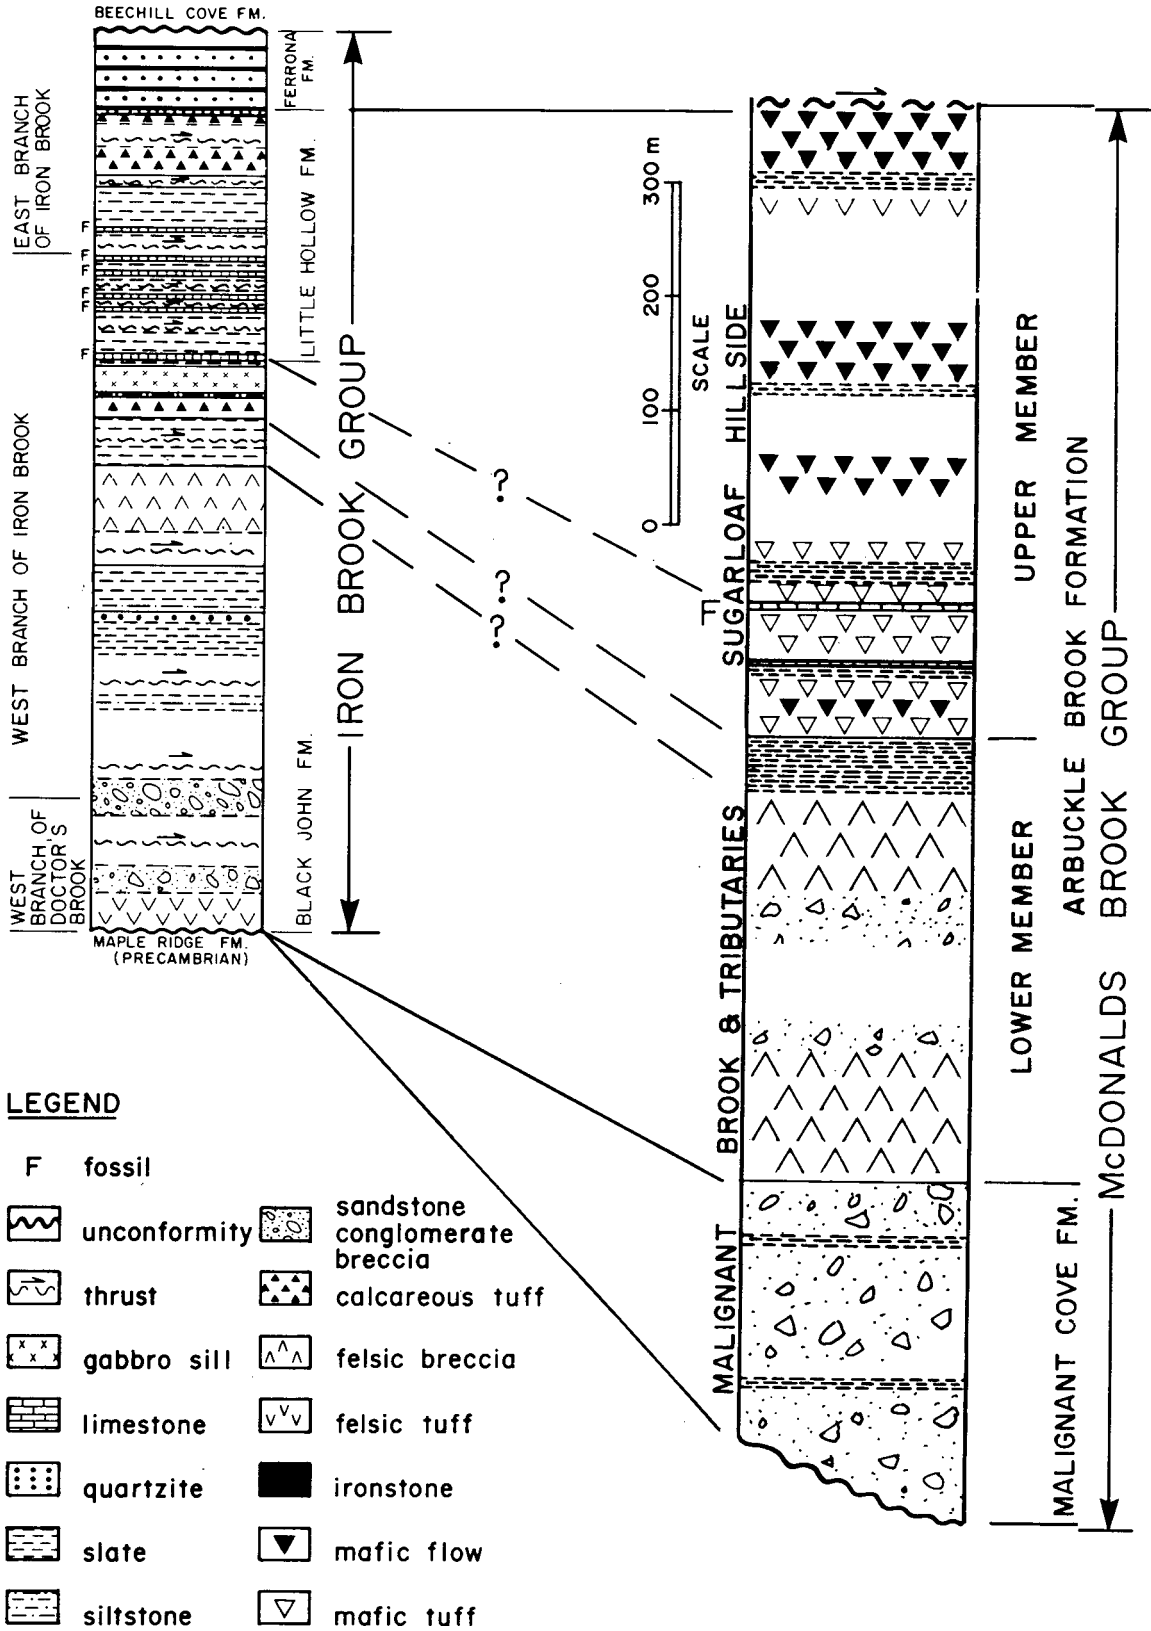 BEECHILL COVE FM.
FERRONA
FM.
EAST BRANCH
OF IRON BROOK
LITTLE HOLLOW FM.
F
F
F
F
F
F
WEST BRANCH OF IRON BROOK
IRON BROOK GROUP
BLACK JOHN FM.
WEST
BRANCH OF
DOCTOR'S
BROOK
MAPLE RIDGE FM.
(PRECAMBRIAN)
?
?
?
300 m
200
100
0
SCALE
F
SUGARLOAF HILLSIDE
MALIGNANT BROOK & TRIBUTARIES
UPPER MEMBER
LOWER MEMBER
ARBUCKLE BROOK FORMATION
McDONALDS BROOK GROUP
MALIGNANT COVE FM.
LEGEND
F fossil
unconformity
thrust
gabbro sill
limestone
quartzite
slate
siltstone
sandstone
conglomerate
breccia
calcareous tuff
felsic breccia
felsic tuff
ironstone
mafic flow
mafic tuff